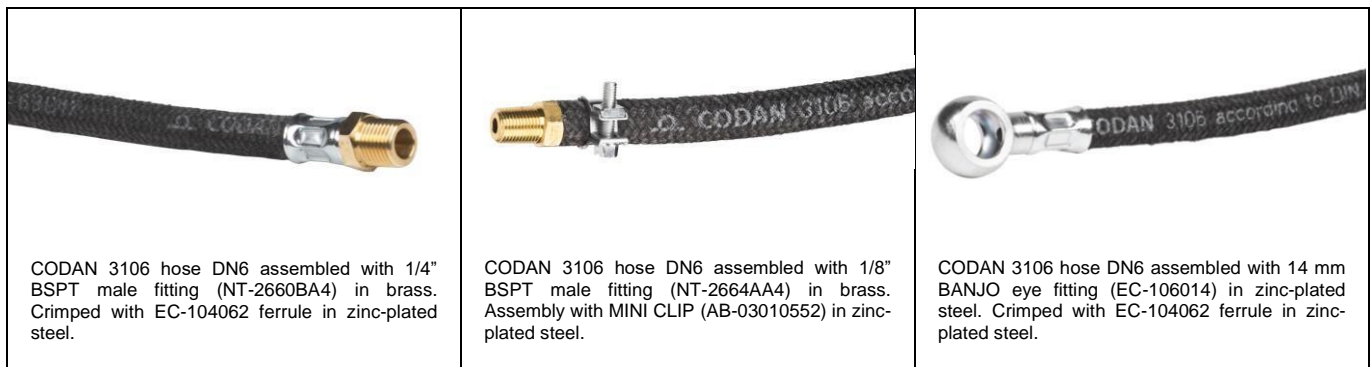 CODAN
CODAN 3106
ODAN 3106 according to DIN
CODAN 3106 hose DN6 assembled with 1/4”
BSPT male fitting (NT-2660BA4) in brass.
Crimped with EC-104062 ferrule in zinc-plated
steel.
CODAN 3106 hose DN6 assembled with 1/8”
BSPT male fitting (NT-2664AA4) in brass.
Assembly with MINI CLIP (AB-03010552) in zinc-
plated steel.
CODAN 3106 hose DN6 assembled with 14 mm
BANJO eye fitting (EC-106014) in zinc-plated
steel. Crimped with EC-104062 ferrule in zinc-
plated steel.